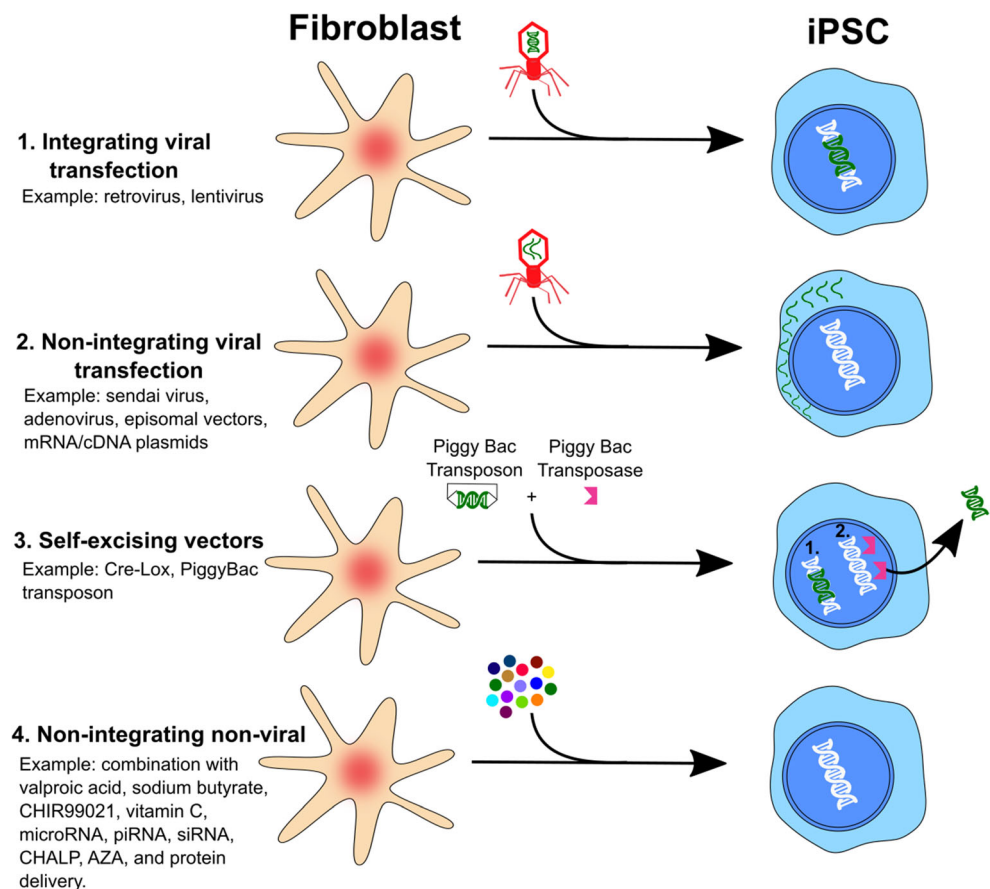 Fibroblast
iPSC
1. Integrating viral
transfection
Example: retrovirus, lentivirus
2. Non-integrating viral
transfection
Example: sendai virus,
adenovirus, episomal vectors,
mRNA/cDNA plasmids
Piggy Bac
Transposon
+
Piggy Bac
Transposase
3. Self-excising vectors
Example: Cre-Lox, PiggyBac
transposon
1.
2.
4. Non-integrating non-viral
Example: combination with
valproic acid, sodium butyrate,
CHIR99021, vitamin C,
microRNA, piRNA, siRNA,
CHALP, AZA, and protein
delivery.